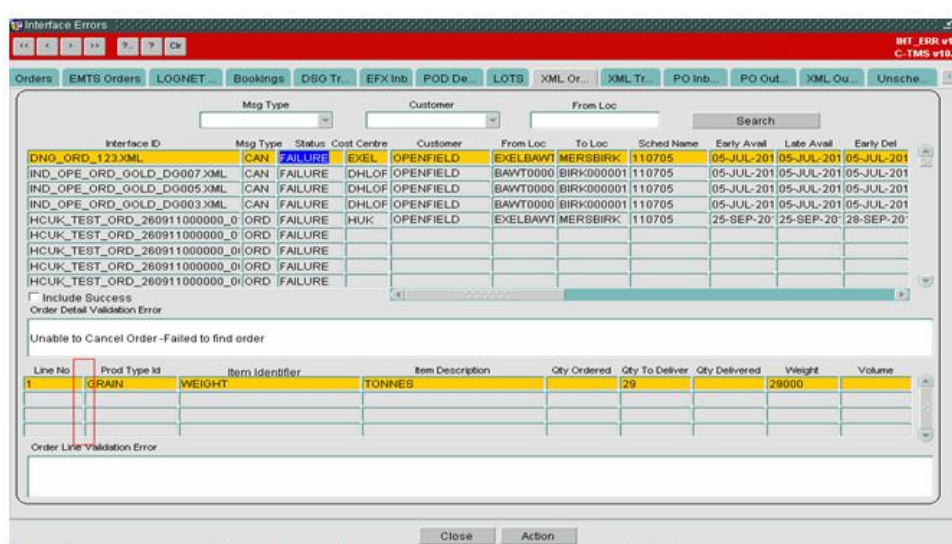 Interface Errors
<< < > >> ?.. ? Clr INT_ERR v1
C-TMS v10.
Orders EMTS Orders LOGNET ... Bookings DSG Tr... EFX Inb POD De... LOTS XML Or... XML Tr... PO Inb... PO Out... XML Ou... Unsche...
Msg Type Customer From Loc
Search
Interface ID Msg Type Status Cost Centre Customer From Loc To Loc Sched Name Early Avail Late Avail Early Del
DNG_ORD_123.XML CAN FAILURE EXEL OPENFIELD EXELBAWT MERSBIRK 110705 05-JUL-201 05-JUL-201 05-JUL-201
IND_OPE_ORD_GOLD_DG007.XML CAN FAILURE DHLOF OPENFIELD BAWT0000 BIRK000001 110705 05-JUL-201 05-JUL-201 05-JUL-201
IND_OPE_ORD_GOLD_DG005.XML CAN FAILURE DHLOF OPENFIELD BAWT0000 BIRK000001 110705 05-JUL-201 05-JUL-201 05-JUL-201
IND_OPE_ORD_GOLD_DG003.XML CAN FAILURE DHLOF OPENFIELD BAWT0000 BIRK000001 110705 05-JUL-201 05-JUL-201 05-JUL-201
HCUK_TEST_ORD_260911000000_0 ORD FAILURE HUK OPENFIELD EXELBAWT MERSBIRK 110705 25-SEP-20 25-SEP-20 28-SEP-20
HCUK_TEST_ORD_260911000000_0 ORD FAILURE
HCUK_TEST_ORD_260911000000_0 ORD FAILURE
HCUK_TEST_ORD_260911000000_0 ORD FAILURE
HCUK_TEST_ORD_260911000000_0 ORD FAILURE
Include Success
Order Detail Validation Error
Unable to Cancel Order -Failed to find order
Line No Prod Type Id Item Identifier Item Description Qty Ordered Qty To Deliver Qty Delivered Weight Volume
1 GRAIN WEIGHT TONNES 29 29000
Order Line Validation Error
Close Action